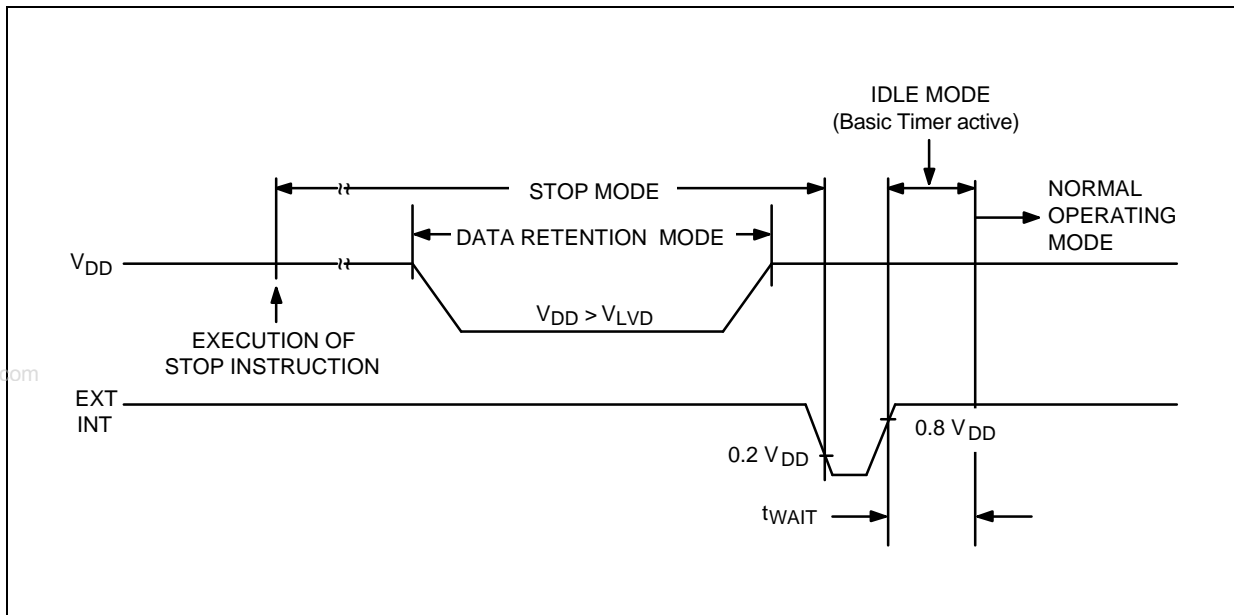 IDLE MODE
(Basic Timer active)
STOP MODE
NORMAL
OPERATING
MODE
DATA RETENTION MODE
VDD
VDD > VLVD
EXECUTION OF
STOP INSTRUCTION
com
EXT
INT
0.8 VDD
0.2 VDD
tWAIT